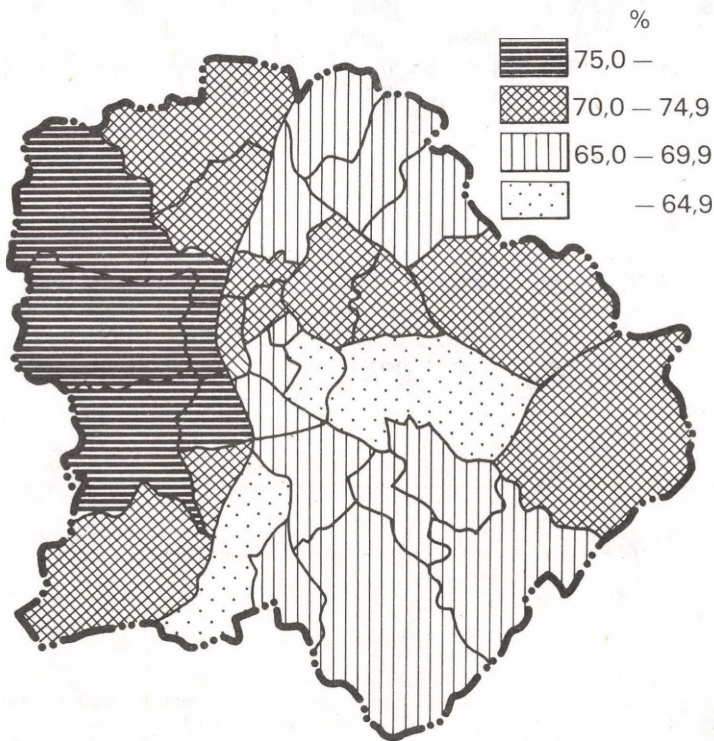 %
75,0 —
70,0 — 74,9
65,0 — 69,9
— 64,9